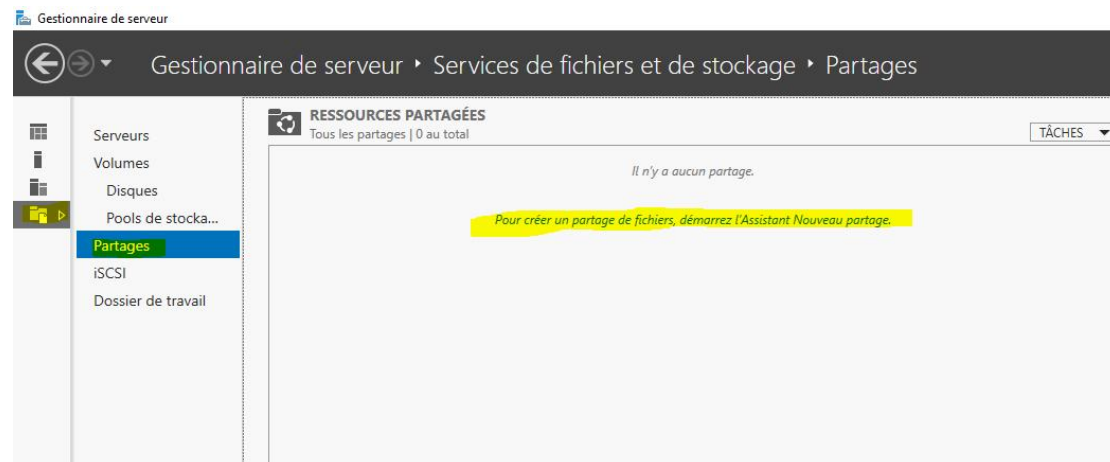 Gestionnaire de serveur
Gestionnaire de serveur ‣ Services de fichiers et de stockage ‣ Partages
Serveurs
Volumes
Disques
Pools de stocka...
Partages
iSCSI
Dossier de travail
RESSOURCES PARTAGÉES
Tous les partages | 0 au total
TÂCHES
Il n'y a aucun partage.
Pour créer un partage de fichiers, démarrez l'Assistant Nouveau partage.